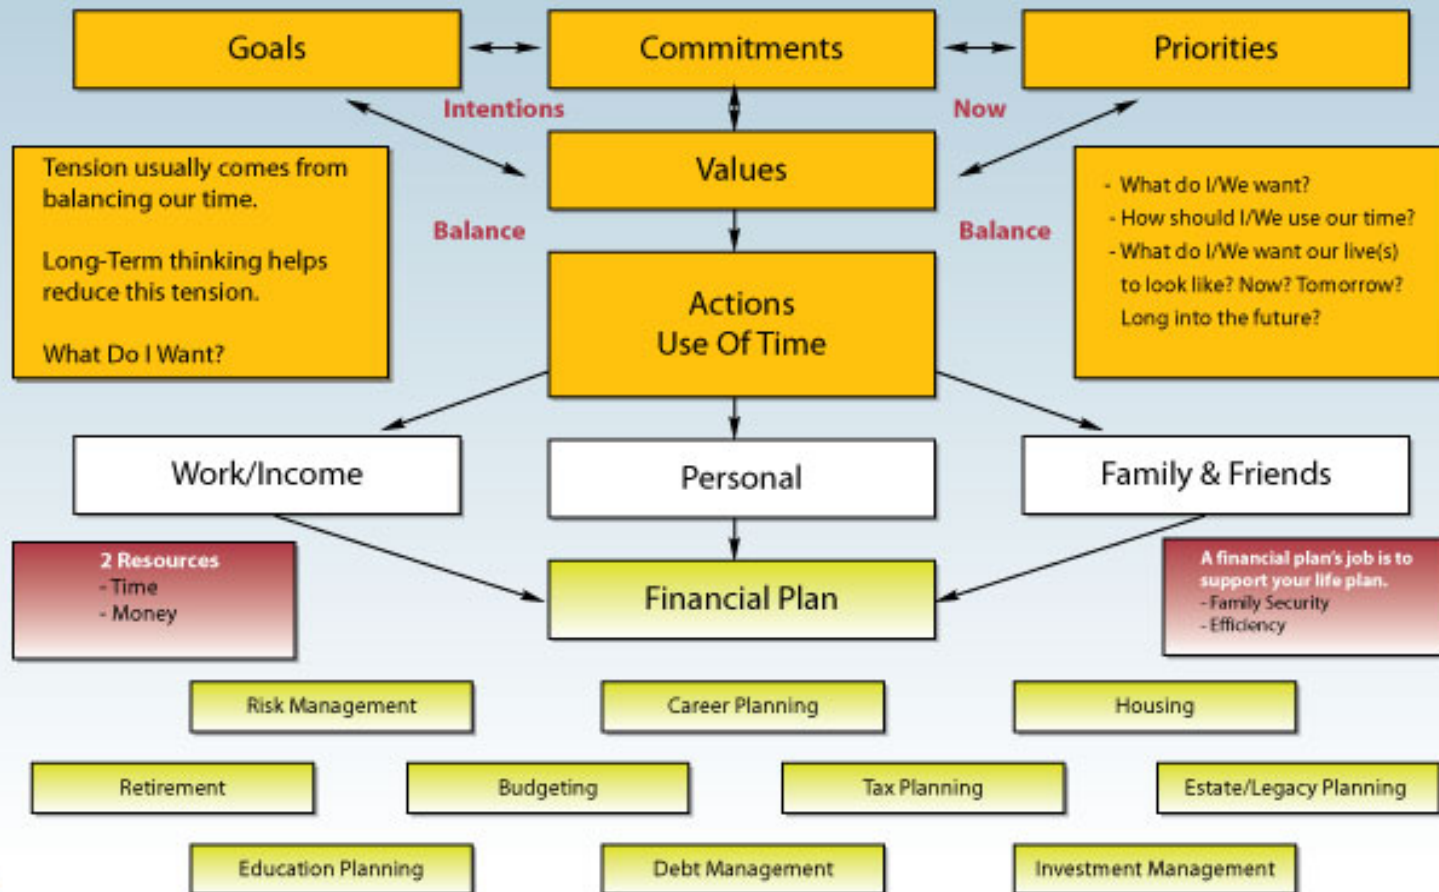 Goals
Commitments
Priorities
Intentions
Now
Values
Tension usually comes from
balancing our time.
Long-Term thinking helps
reduce this tension.
What Do I Want?
- What do I/We want?
- How should I/We use our time?
- What do I/We want our live(s)
to look like? Now? Tomorrow?
Long into the future?
Balance
Balance
Actions
Use Of Time
Work/Income
Personal
Family & Friends
2 Resources
- Time
- Money
Financial Plan
A financial plan's job is to
support your life plan.
- Family Security
- Efficiency
Risk Management
Career Planning
Housing
Retirement
Budgeting
Tax Planning
Estate/Legacy Planning
Education Planning
Debt Management
Investment Management